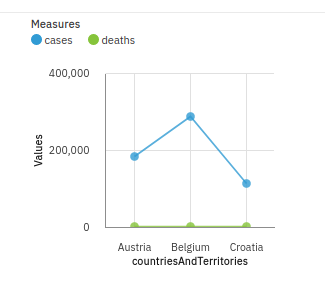 Measures
cases deaths
400,000
200,000
0
Values
Austria Belgium Croatia
countriesAndTerritories